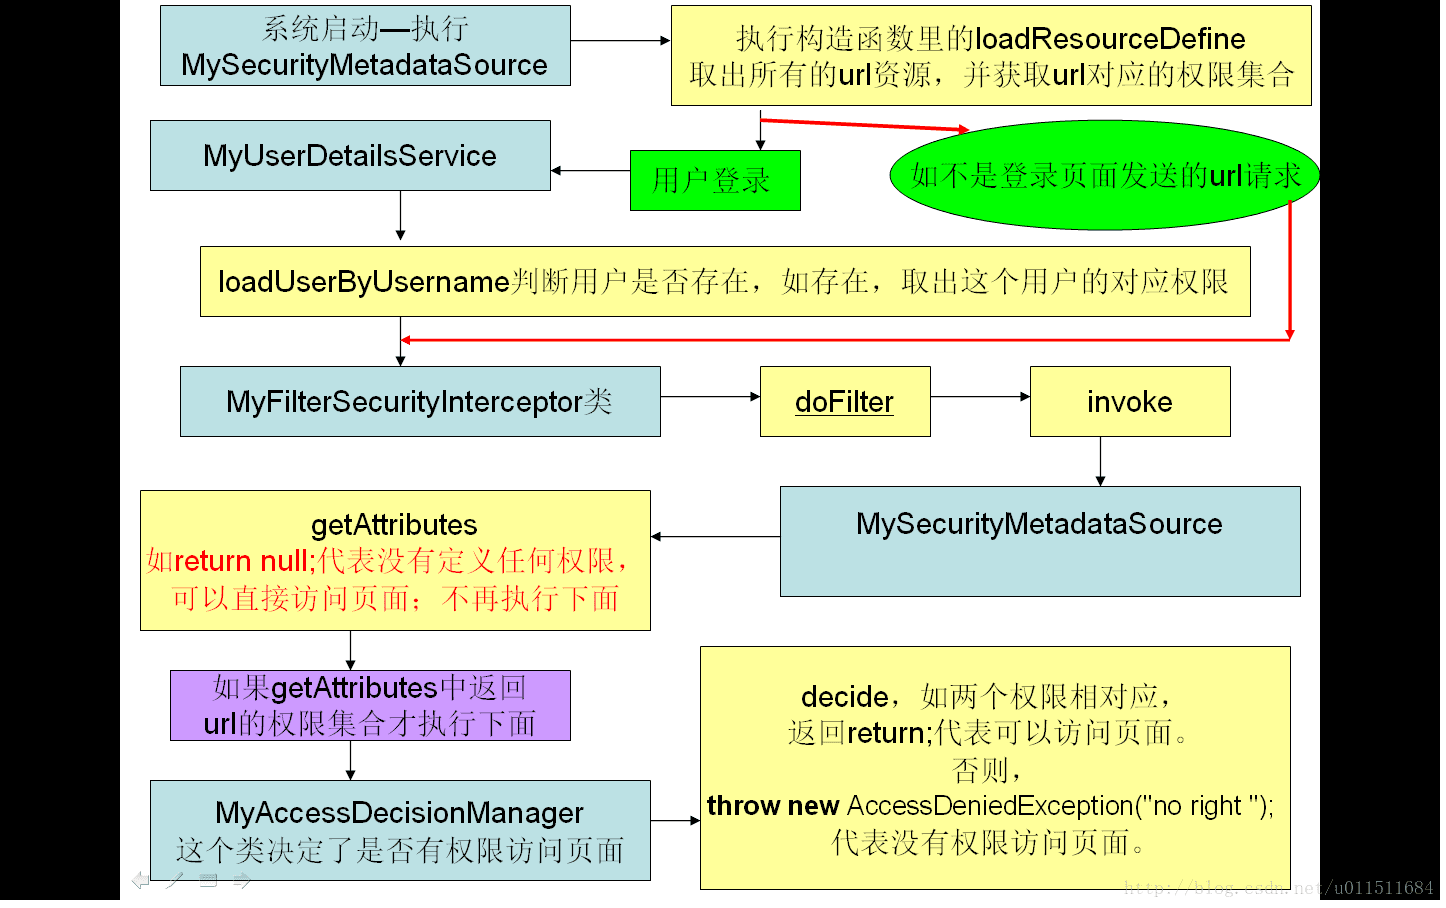 系统启动—执行
MySecurityMetadataSource
执行构造函数里的loadResourceDefine
取出所有的url资源，并获取url对应的权限集合
MyUserDetailsService
用户登录
如不是登录页面发送的url请求
loadUserByUsername判断用户是否存在，如存在，取出这个用户的对应权限
MyFilterSecurityInterceptor类
doFilter
invoke
MySecurityMetadataSource
getAttributes
如return null;代表没有定义任何权限，
可以直接访问页面；不再执行下面
如果getAttributes中返回
url的权限集合才执行下面
MyAccessDecisionManager
这个类决定了是否有权限访问页面
decide，如两个权限相对应，
返回return;代表可以访问页面。
否则，
throw new AccessDeniedException("no right ");
代表没有权限访问页面。
http://blog.csdn.net/u011511684